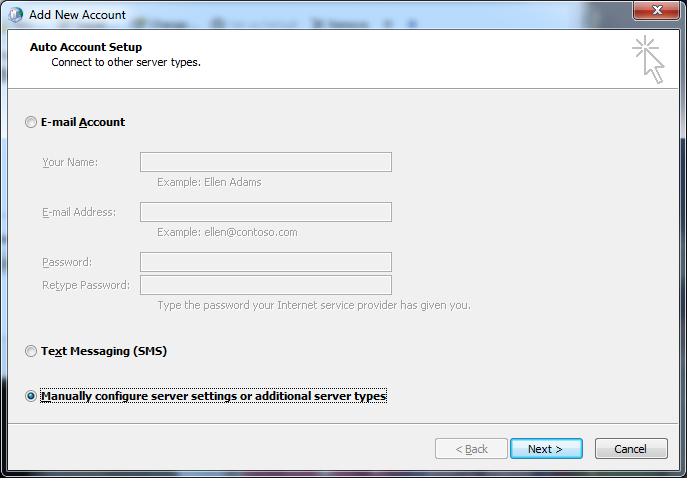 Add New Account
Auto Account Setup
Connect to other server types.
E-mail Account
Your Name:
Example: Ellen Adams
E-mail Address:
Example: ellen@contoso.com
Password:
Retype Password:
Type the password your Internet service provider has given you.
Text Messaging (SMS)
Manually configure server settings or additional server types
< Back
Next >
Cancel